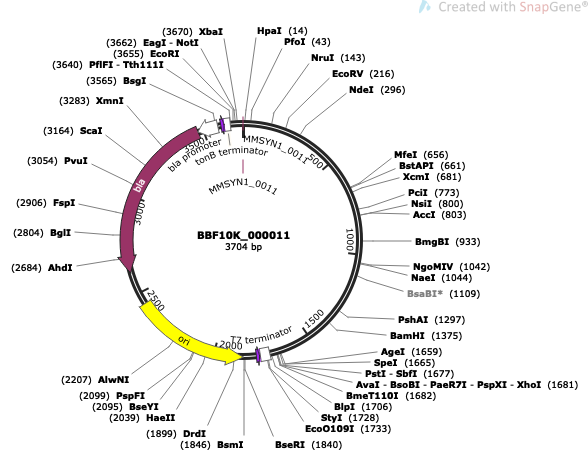 Created with SnapGene®
(3670) XbaI
(3662) EagI - NotI
(3655) EcoRI
(3640) PflFI - Tth111I
(3565) BsgI
(3283) XmnI
(3164) ScaI
(3054) PvuI
(2906) FspI
(2804) BglI
(2684) AhdI
HpaI (14)
PfoI (43)
NruI (143)
EcoRV (216)
NdeI (296)
MfeI (656)
BstAPI (661)
XcmI (681)
PciI (773)
NsiI (800)
AccI (803)
BmgBI (933)
NgoMIV (1042)
NaeI (1044)
BsaBI* (1109)
PshAI (1297)
BamHI (1375)
AgeI (1659)
SpeI (1665)
PstI - SbfI (1677)
AvaI - BsoBI - PaeR7I - PspXI - XhoI (1681)
BmeT110I (1682)
BlpI (1706)
StyI (1728)
EcoO109I (1733)
BseRI (1840)
(2207) AlwNI
(2099) PspFI
(2095) BseYI
(2039) HaeII
(1899) DrdI
(1846) BsmI
MMSYN1_0011
bla promoter
tonB terminator
MMSYN1_0011
bla
ori
T7 terminator
500
1000
1500
2000
2500
3000
3500
BBF10K_000011
3704 bp